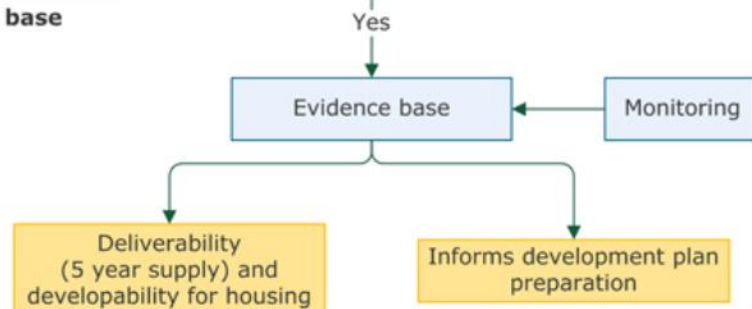 base
Yes
Evidence base
Monitoring
Deliverability
(5 year supply) and
developability for housing
Informs development plan
preparation